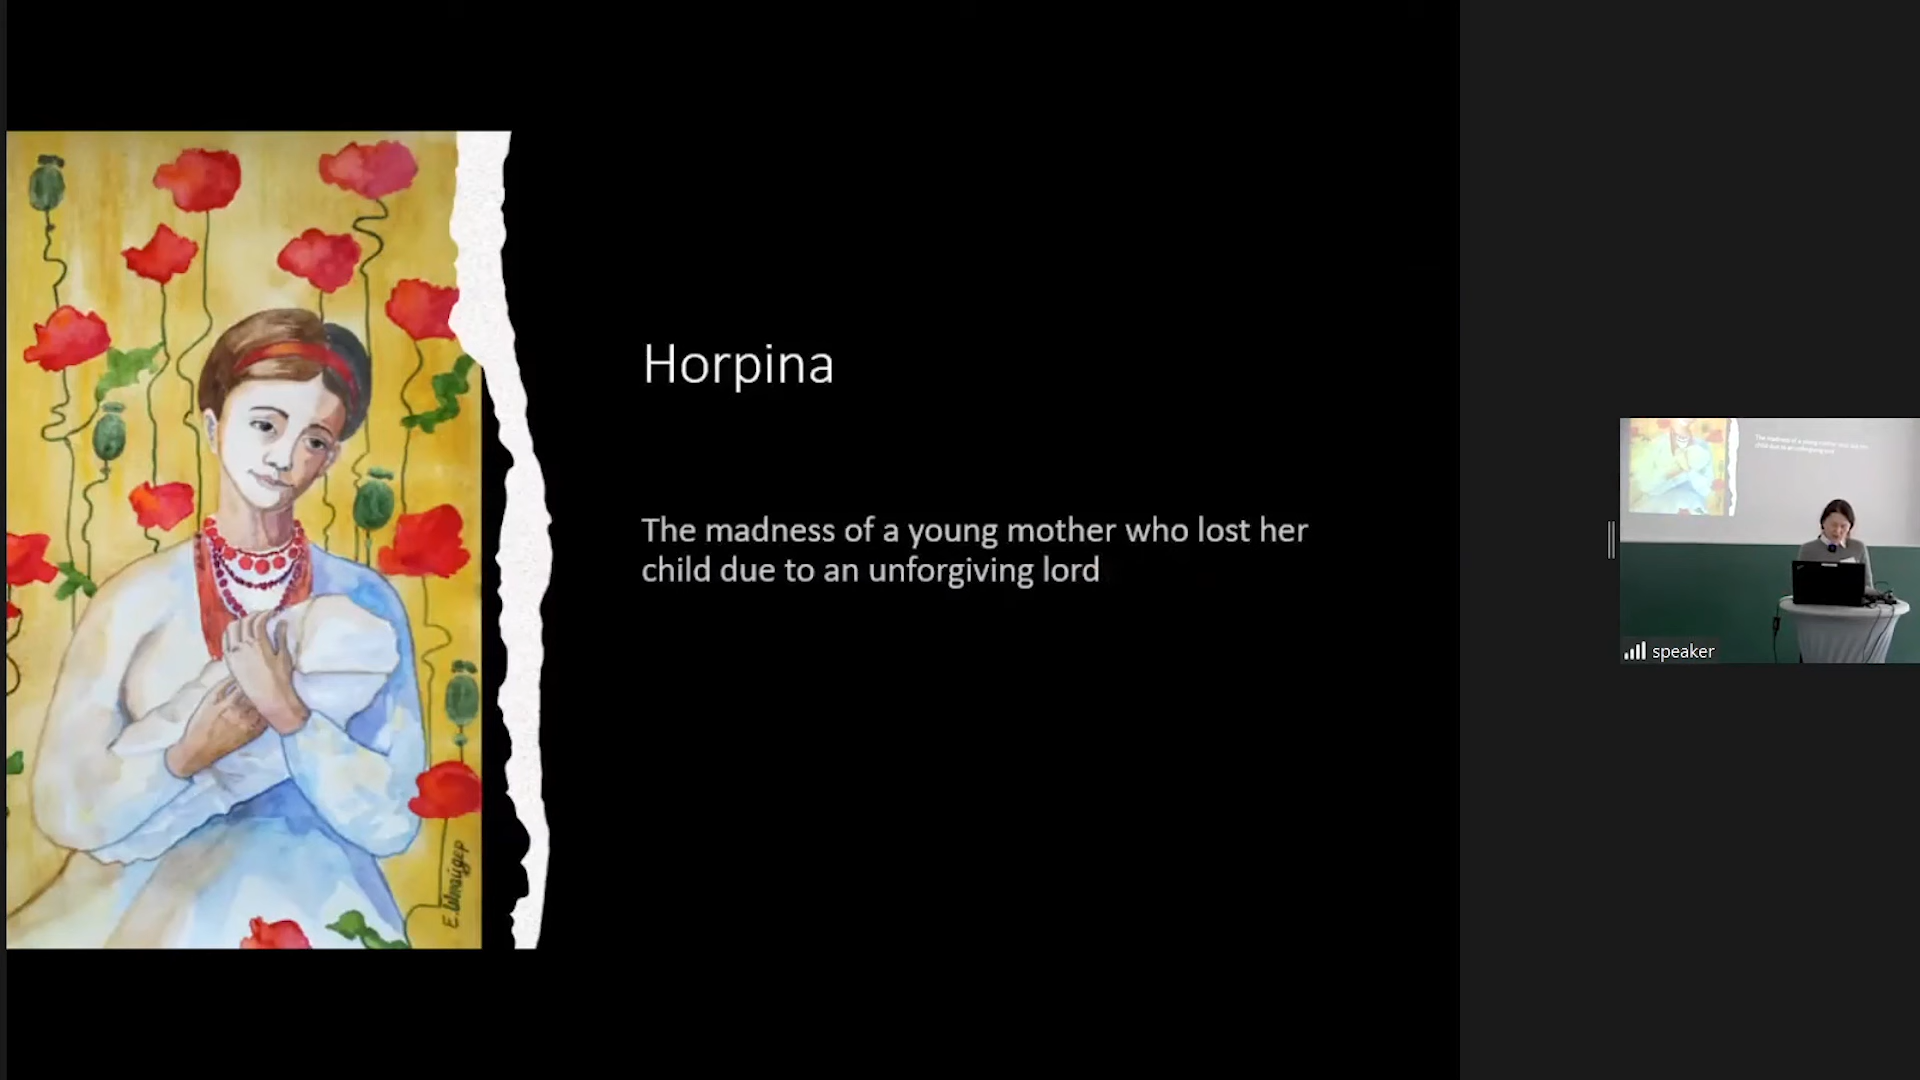 Horpina
The madness of a young mother who lost her
child due to an unforgiving lord
speaker